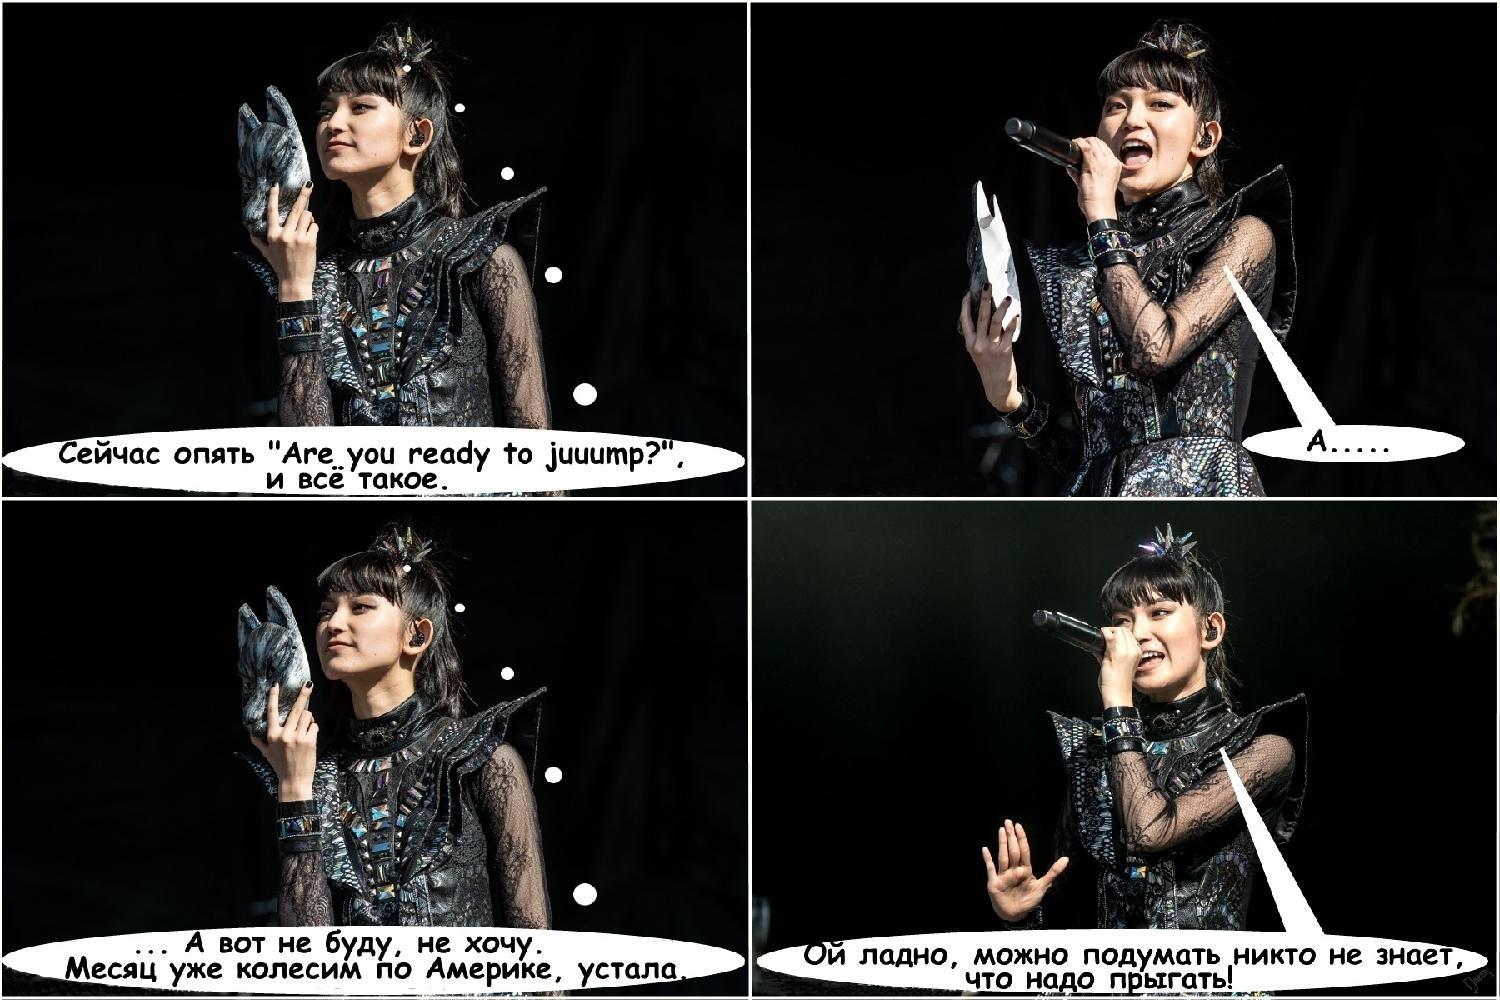 Сейчас опять "Are you ready to juuump?",
и всё такое.
А.....
... А вот не буду, не хочу.
Месяц уже колесим по Америке, устала.
Ой ладно, можно подумать никто не знает,
что надо прыгать!